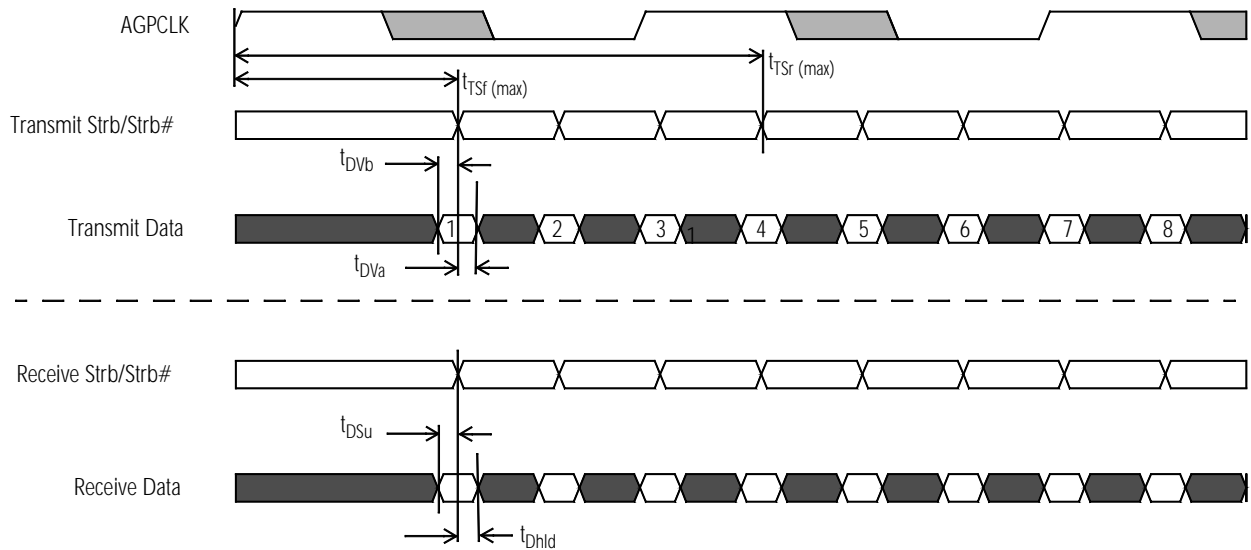 AGPCLK
tTSr (max)
tTSf (max)
Transmit Strb/Strb#
tDVb
Transmit Data
1 2 3 1 4 5 6 7 8
tDVa
Receive Strb/Strb#
tDSu
Receive Data
tDhld